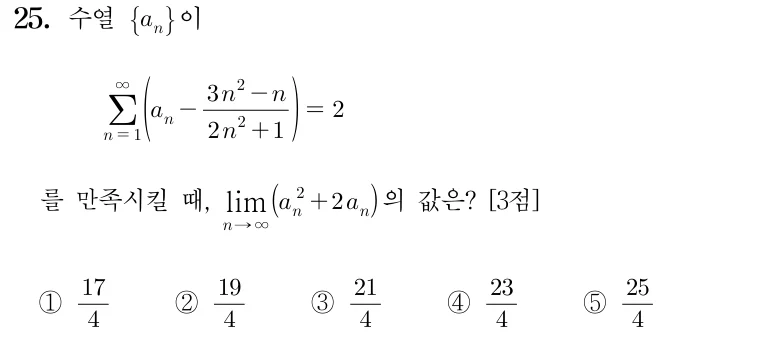 25. 수열 {aₙ}이
∑_{n=1}^{∞}(aₙ − (3n²−n)/(2n²+1)) = 2
를 만족시킬 때, lim_{n→∞}(aₙ²+2aₙ)의 값은? [3점]
① 17/4 ② 19/4 ③ 21/4 ④ 23/4 ⑤ 25/4